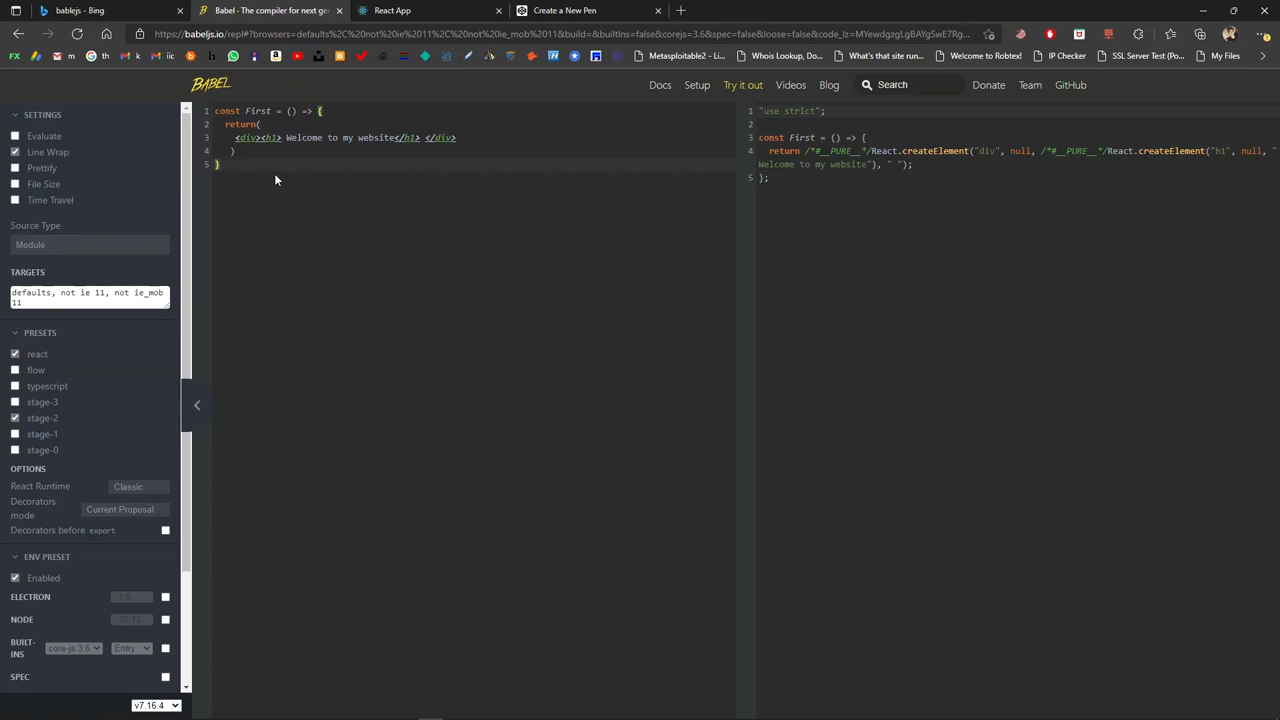 bablejs - Bing
Babel - The compiler for next ge
React App
Create a New Pen
https://babeljs.io/repl#?browsers=defaults%2C%20not%20ie%2011%2C%20not%20ie_mob%2011&build=&builtIns=false&corejs=3.6&spec=false&loose=false&code_lz=MYewdgzgLgBAYgSwE7Rg...
m g
th
m k
m iic
b
Metasploitable2 - Li...
Whois Lookup, Do...
What's that site run...
Welcome to Robtex!
IP Checker
SSL Server Test (Po...
My Files
BABEL
Docs
Setup
Try it out
Videos
Blog
Search
Donate
Team
GitHub
SETTINGS
Evaluate
Line Wrap
Prettify
File Size
Time Travel
Source Type
Module
TARGETS
defaults, not ie 11, not ie_mob
11
PRESETS
react
flow
typescript
stage-3
stage-2
stage-1
stage-0
OPTIONS
React Runtime
Classic
Decorators
mode
Current Proposal
Decorators before export
ENV PRESET
Enabled
ELECTRON
1.8
NODE
10.13
BUILT-
INS
core-js 3.6
Entry
SPEC
v7.16.4
1 const First = () => {
2 return(
3 <div><h1> Welcome to my website</h1> </div>
4 )
5 }
1 "use strict";
2
3 const First = () => {
4 return /*#__PURE__*/React.createElement("div", null, /*#__PURE__*/React.createElement("h1", null, "
Welcome to my website"), " ");
5 };